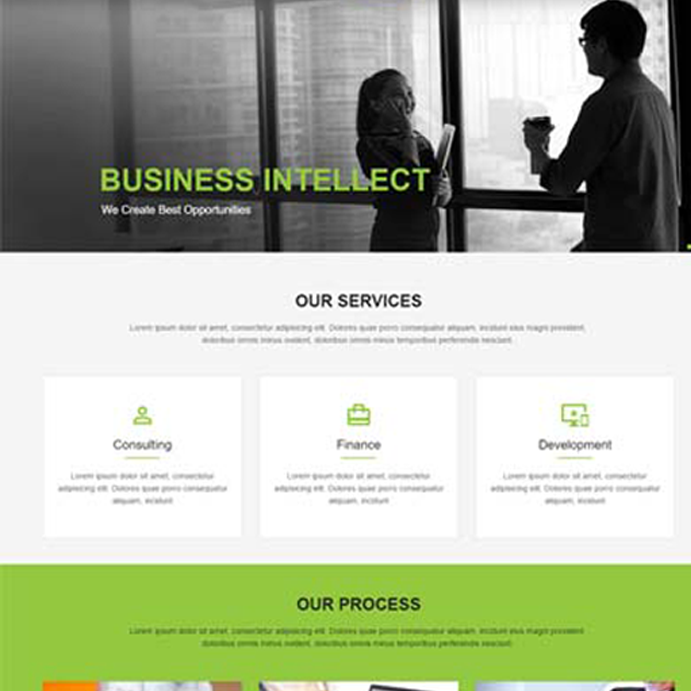 BUSINESS INTELLECT
We Create Best Opportunities
OUR SERVICES
Lorem ipsum dolor sit amet, consectetur adipisicing elit. Dolores quae porro consequatur aliquam, incidunt eius magni provident,
doloribus omnis minus ovident, doloribus omnis minus temporibus perferendis nesciunt.
Consulting
Finance
Development
Lorem ipsum dolor sit amet, consectetur
adipiscing elit. Dolores quae porro consequatur
aliquam, incidunt
Lorem ipsum dolor sit amet, consectetur
adipiscing elit. Dolores quae porro consequatur
aliquam, incidunt
Lorem ipsum dolor sit amet, consectetur
adipiscing elit. Dolores quae porro consequatur
aliquam, incidunt
OUR PROCESS
Lorem ipsum dolor sit amet, consectetur adipisicing elit. Dolores quae porro consequatur aliquam, incidunt eius magni provident,
doloribus omnis minus ovident, doloribus omnis minus temporibus perferendis nesciunt.